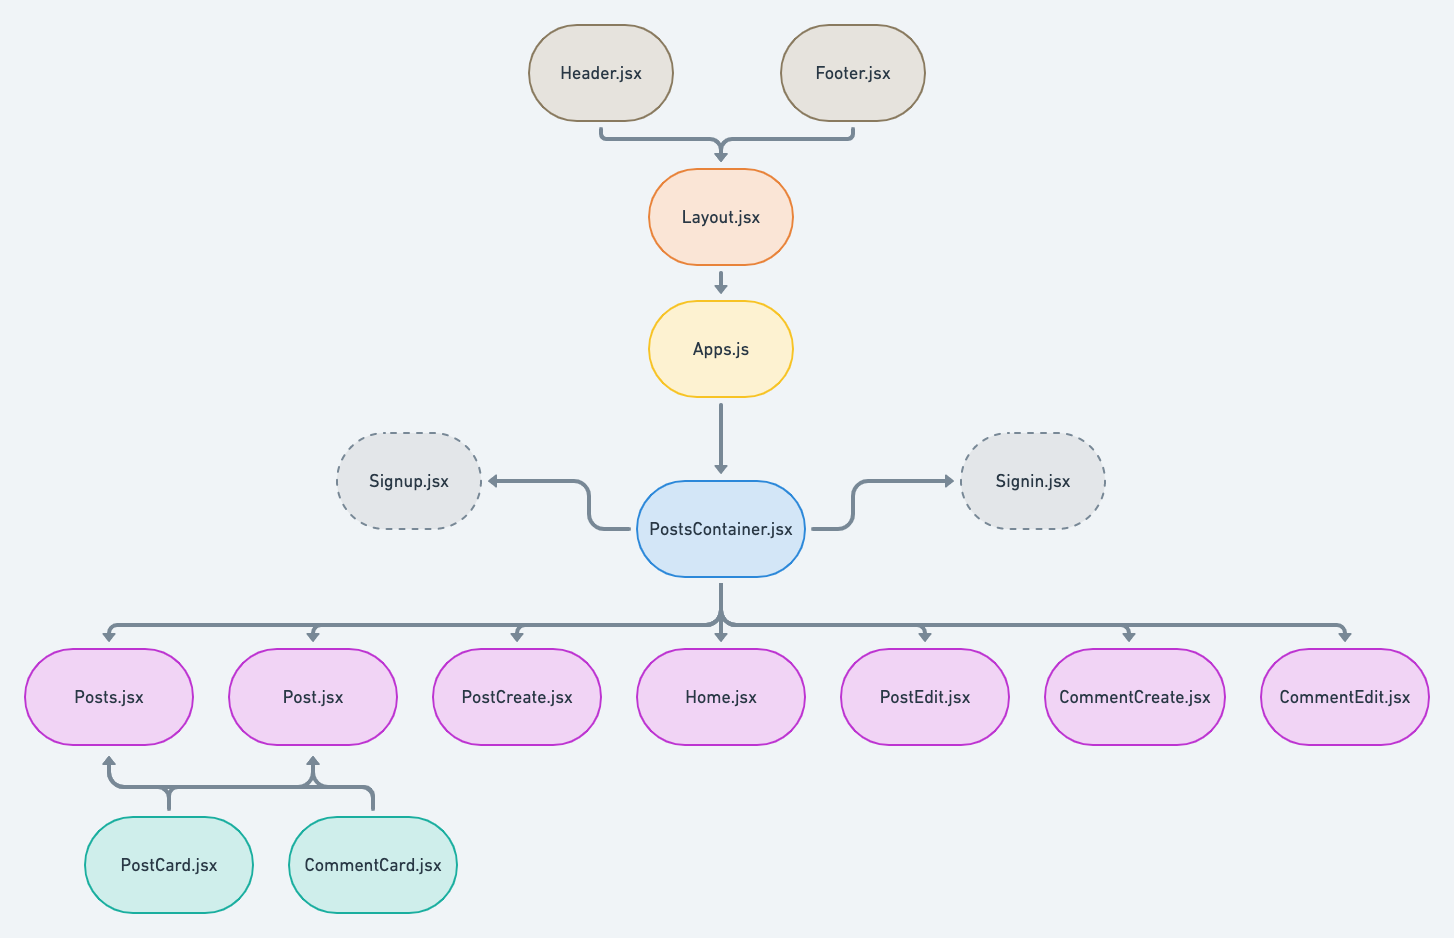 Header.jsx
Footer.jsx
Layout.jsx
Apps.js
Signup.jsx
Signin.jsx
PostsContainer.jsx
Posts.jsx
Post.jsx
PostCreate.jsx
Home.jsx
PostEdit.jsx
CommentCreate.jsx
CommentEdit.jsx
PostCard.jsx
CommentCard.jsx